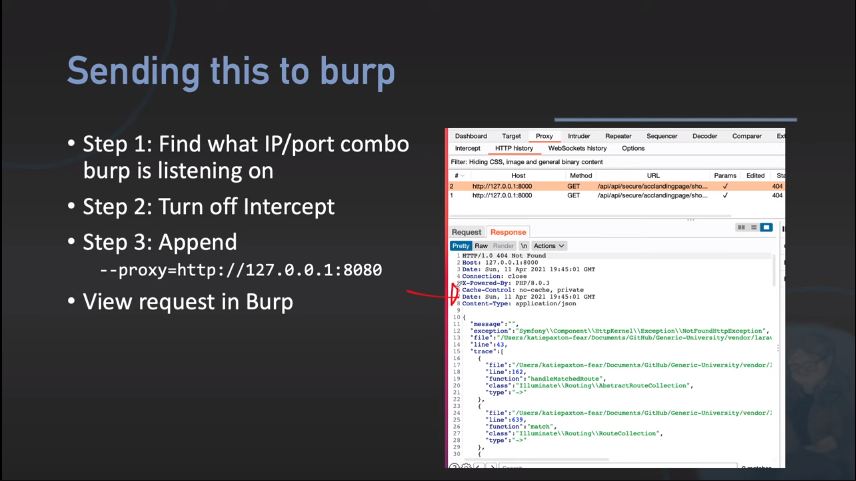 Sending this to burp
• Step 1: Find what IP/port combo
burp is listening on
• Step 2: Turn off Intercept
• Step 3: Append
--proxy=http://127.0.0.1:8080
• View request in Burp
Dashboard Target Proxy Intruder Repeater Sequencer Decoder Comparer Ext
Intercept HTTP history WebSockets history Options
Filter: Hiding CSS, image and general binary content
# Host Method URL Params Edited Sta
2 http://127.0.0.1:8000 GET /api/api/secure/acclandingpage/sho... ✓ 404
1 http://127.0.0.1:8000 GET /api/api/secure/acclandingpage/sho... ✓ 404
Request Response
Pretty Raw Render \n Actions
1 HTTP/1.0 404 Not Found
2 Host: 127.0.0.1:8000
3 Date: Sun, 11 Apr 2021 19:45:01 GMT
4 Connection: close
5 X-Powered-By: PHP/8.0.3
Cache-Control: no-cache, private
Date: Sun, 11 Apr 2021 19:45:01 GMT
8 Content-Type: application/json
9
10 {
11 "message":"",
12 "exception":"Symfony\\Component\\HttpKernel\\Exception\\NotFoundHttpException",
13 "file":"/Users/katiepaxton-fear/Documents/GitHub/Generic-University/vendor/larav
14 "line":43,
15 "trace":[
16 {
17 "file":"/Users/katiepaxton-fear/Documents/GitHub/Generic-University/vendor/l
18 "line":162,
19 "function":"handleMatchedRoute",
20 "class":"Illuminate\\Routing\\AbstractRouteCollection",
21 "type":"->"
22 },
23 {
24 "file":"/Users/katiepaxton-fear/Documents/GitHub/Generic-University/vendor/l
25 "line":639,
26 "function":"match",
27 "class":"Illuminate\\Routing\\RouteCollection",
28 "type":"->"
29 },
30 {